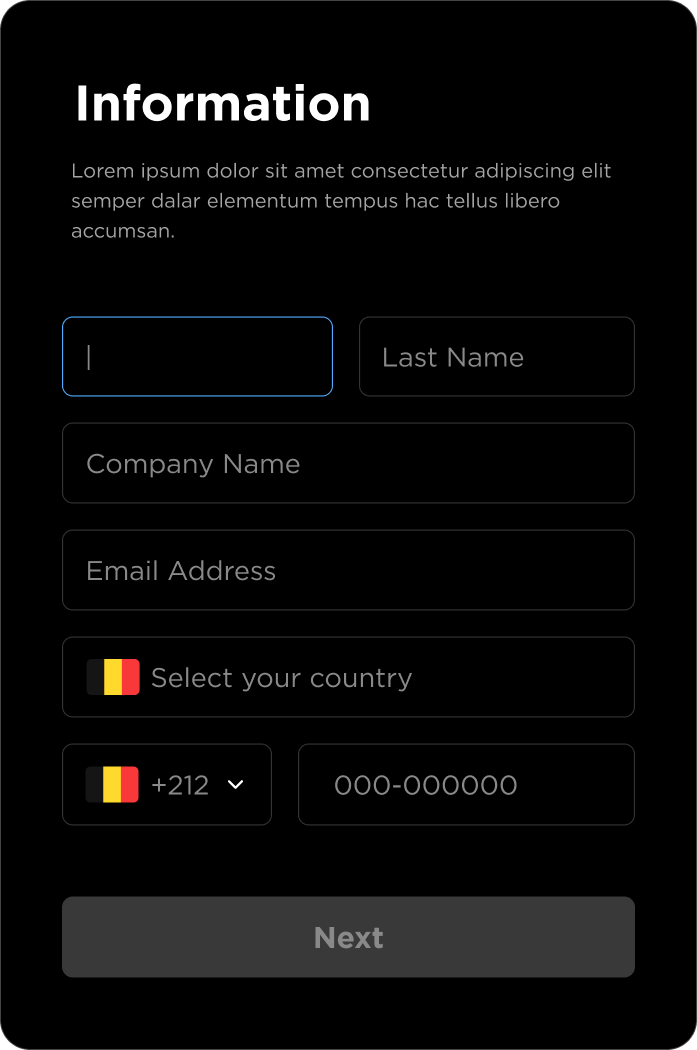 Information
Lorem ipsum dolor sit amet consectetur adipiscing elit
semper dalar elementum tempus hac tellus libero
accumsan.
Last Name
Company Name
Email Address
Select your country
+212
000-000000
Next